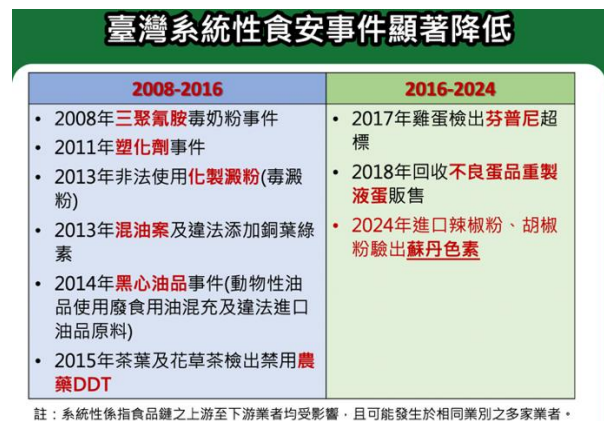 臺灣系統性食安事件顯著降低
2008-2016
• 2008年三聚氰胺毒奶粉事件
• 2011年塑化劑事件
• 2013年非法使用化製澱粉(毒澱
粉)
• 2013年混油案及違法添加銅葉綠
素
• 2014年黑心油品事件(動物性油
品使用廢食用油混充及違法進口
油品原料)
• 2015年茶葉及花草茶檢出禁用農
藥DDT
2016-2024
• 2017年雞蛋檢出芬普尼超
標
• 2018年回收不良蛋品重製
液蛋販售
• 2024年進口辣椒粉、胡椒
粉驗出蘇丹色素
註：系統性係指食品鏈之上游至下游業者均受影響，且可能發生於相同業別之多家業者。